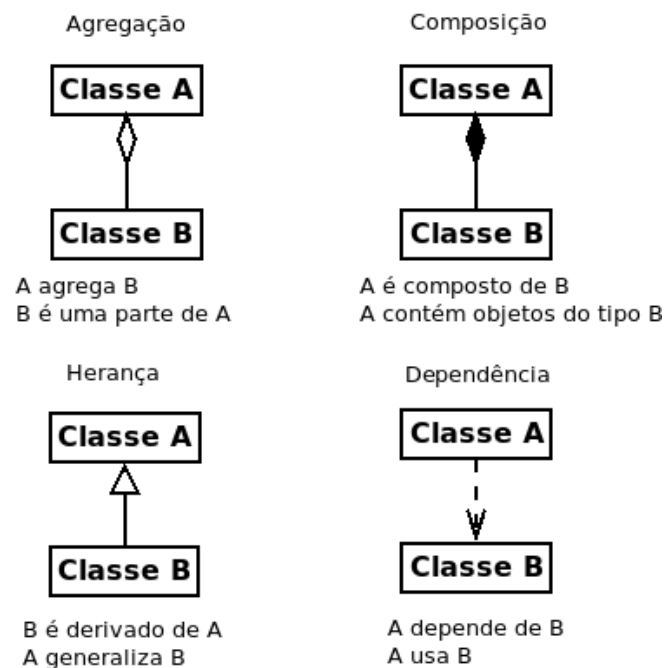 Agregação
Classe A
Classe B
A agrega B
B é uma parte de A
Composição
Classe A
Classe B
A é composto de B
A contém objetos do tipo B
Herança
Classe A
Classe B
B é derivado de A
A generaliza B
Dependência
Classe A
Classe B
A depende de B
A usa B